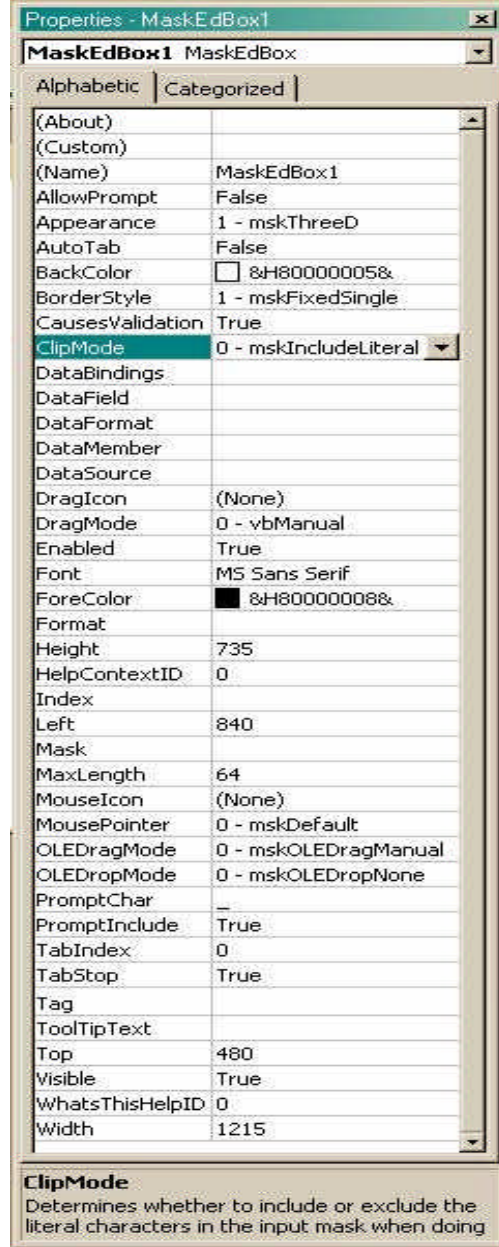 Properties - MaskEdBox1
MaskEdBox1 MaskEdBox
Alphabetic Categorized
(About)
(Custom)
(Name) MaskEdBox1
AllowPrompt False
Appearance 1 - mskThreeD
AutoTab False
BackColor &H80000005&
BorderStyle 1 - mskFixedSingle
CausesValidation True
ClipMode 0 - mskIncludeLiteral
DataBindings
DataField
DataFormat
DataMember
DataSource
DragIcon (None)
DragMode 0 - vbManual
Enabled True
Font MS Sans Serif
ForeColor &H80000008&
Format
Height 735
HelpContextID 0
Index
Left 840
Mask
MaxLength 64
MouseIcon (None)
MousePointer 0 - mskDefault
OLEDragMode 0 - mskOLEDragManual
OLEDropMode 0 - mskOLEDropNone
PromptChar _
PromptInclude True
TabIndex 0
TabStop True
Tag
ToolTipText
Top 480
Visible True
WhatsThisHelpID 0
Width 1215
ClipMode
Determines whether to include or exclude the
literal characters in the input mask when doing